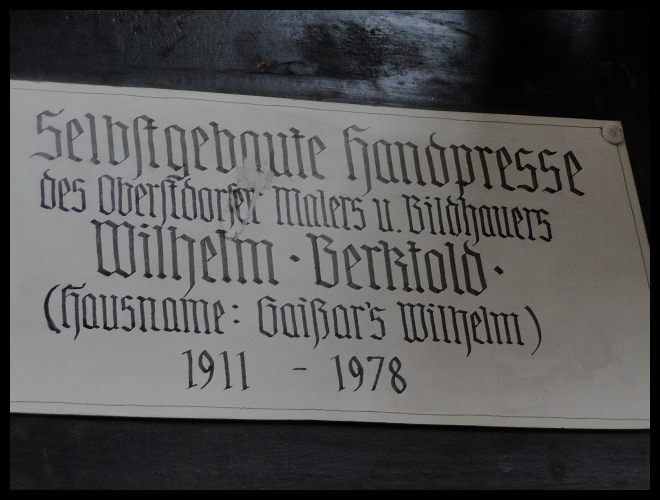 Selbstgebaute Handpresse
des Oberstdorfer Malers u. Bildhauers
Wilhelm · Berktold ·
(Hausname: Gaißar's Wilhelm)
1911 - 1978